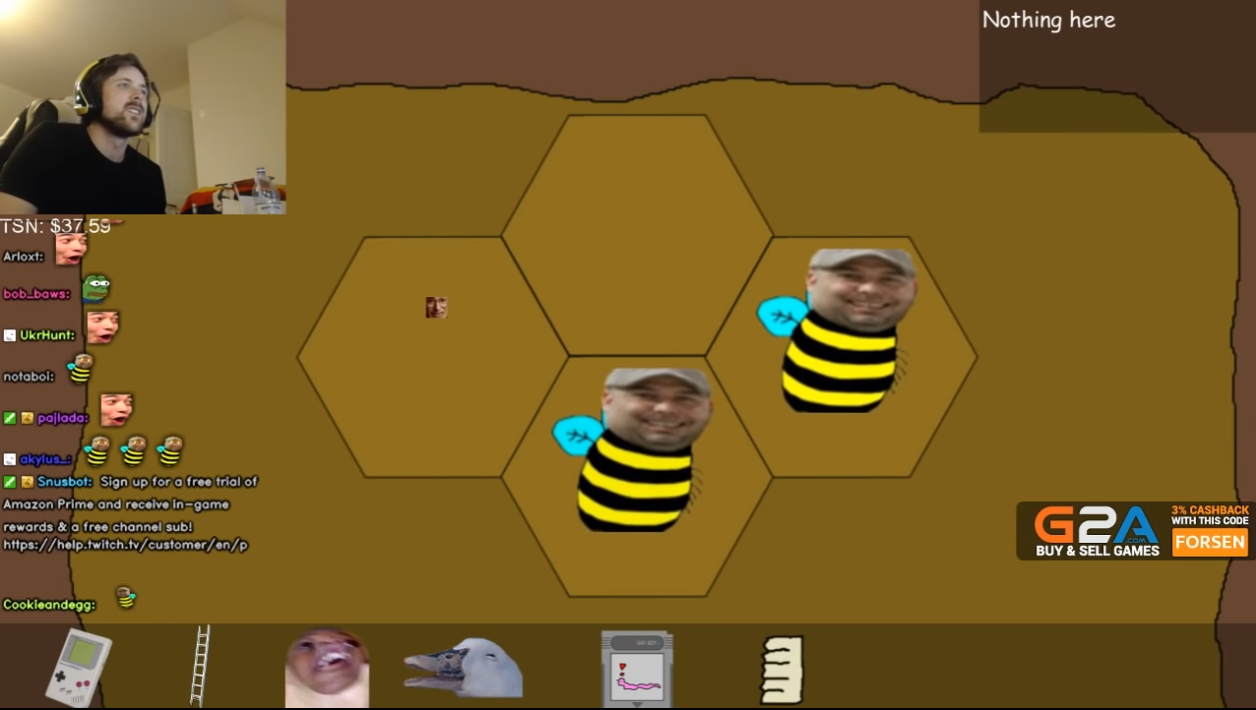 Nothing here
TSN: $37.59
Arloxt:
bob_baws:
UkrHunt:
notaboi:
pajlada:
akylus_:
Snusbot: Sign up for a free trial of
Amazon Prime and receive in-game
rewards & a free channel sub!
https://help.twitch.tv/customer/en/p
Cookieandegg:
G2A
.COM
BUY & SELL GAMES
3% CASHBACK
WITH THIS CODE
FORSEN